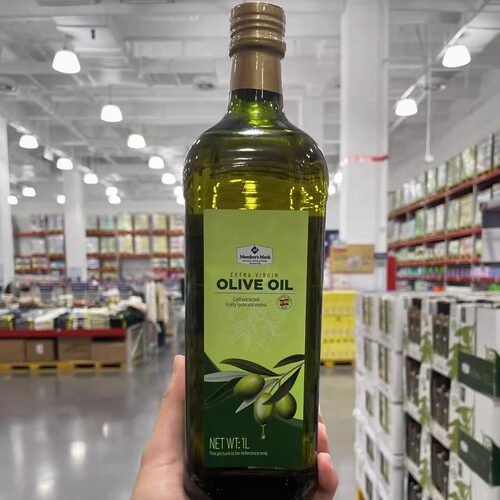 Member's Mark
EXTRA VIRGIN
OLIVE OIL
Cold extracted
Fruity taste and aroma
NET WT: 1L
The picture is for reference only